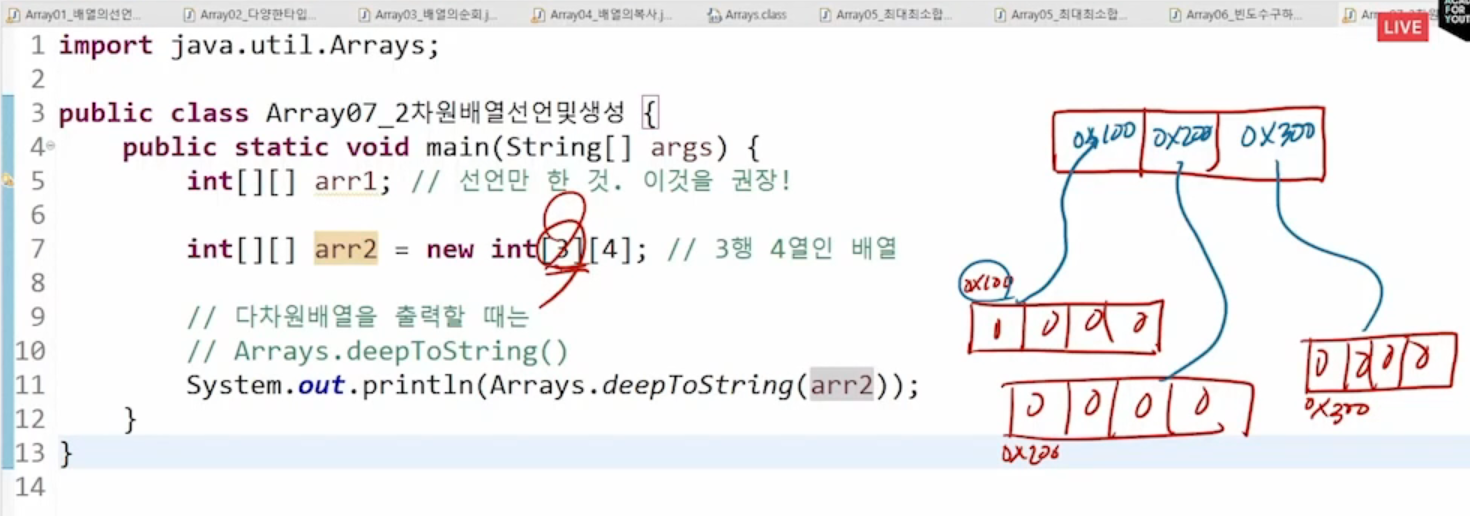 Array01_배열의선언... Array02_다양한타입... Array03_배열의순회.j... Array04_배열의복사.j... Arrays.class Array05_최대최소합... Array05_최대최소합... Array06_빈도수구하...
LIVE
1 import java.util.Arrays;
2
3 public class Array07_2차원배열선언및생성 {
4 public static void main(String[] args) {
5 int[][] arr1; // 선언만 한 것. 이것을 권장!
6
7 int[][] arr2 = new int[3][4]; // 3행 4열인 배열
8
9 // 다차원배열을 출력할 때는
10 // Arrays.deepToString()
11 System.out.println(Arrays.deepToString(arr2));
12 }
13 }
14
0x100 0x200 0x300
0x100
0 0 0
0 0 0 0
0x300
0 0 0 0
0x200